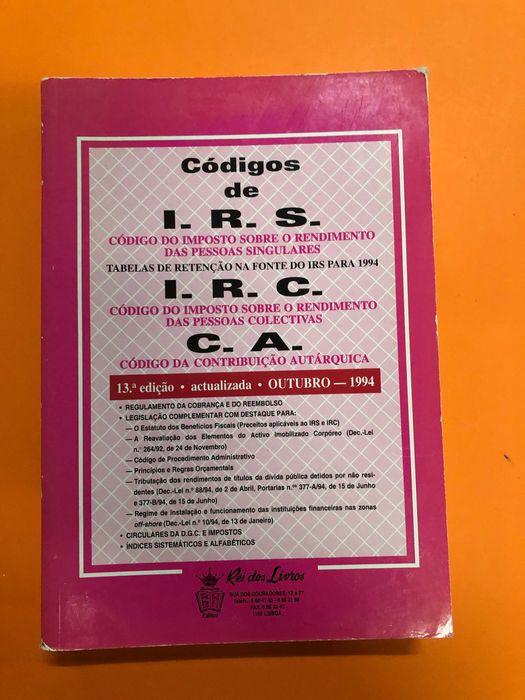 Códigos
de
I. R. S.
CÓDIGO DO IMPOSTO SOBRE O RENDIMENTO
DAS PESSOAS SINGULARES
TABELAS DE RETENÇÃO NA FONTE DO IRS PARA 1994
I. R. C.
CÓDIGO DO IMPOSTO SOBRE O RENDIMENTO
DAS PESSOAS COLECTIVAS
C. A.
CÓDIGO DA CONTRIBUIÇÃO AUTÁRQUICA
13.ª edição • actualizada • OUTUBRO — 1994
• REGULAMENTO DA COBRANÇA E DO REEMBOLSO
• LEGISLAÇÃO COMPLEMENTAR COM DESTAQUE PARA:
— O Estatuto dos Benefícios Fiscais (Preceitos aplicáveis ao IRS e IRC)
— A Reavaliação dos Elementos do Activo Imobilizado Corpóreo (Dec.-Lei
n.º 264/92, de 24 de Novembro)
— Código de Procedimento Administrativo
— Princípios e Regras Orçamentais
— Tributação dos rendimentos de títulos da dívida pública detidos por não resi-
dentes (Dec.-Lei n.º 88/94, de 2 de Abril, Portarias n.os 377-A/94, de 15 de Junho
e 377-B/94, de 15 de Junho)
— Regime de instalação e funcionamento das instituições financeiras nas zonas
off-shore (Dec.-Lei n.º 10/94, de 13 de Janeiro)
• CIRCULARES DA D.G.C. E IMPOSTOS
• ÍNDICES SISTEMÁTICOS E ALFABÉTICOS
Rei dos Livros
Editor
RUA DOS DOURADORES,
FAX:
LISBOA